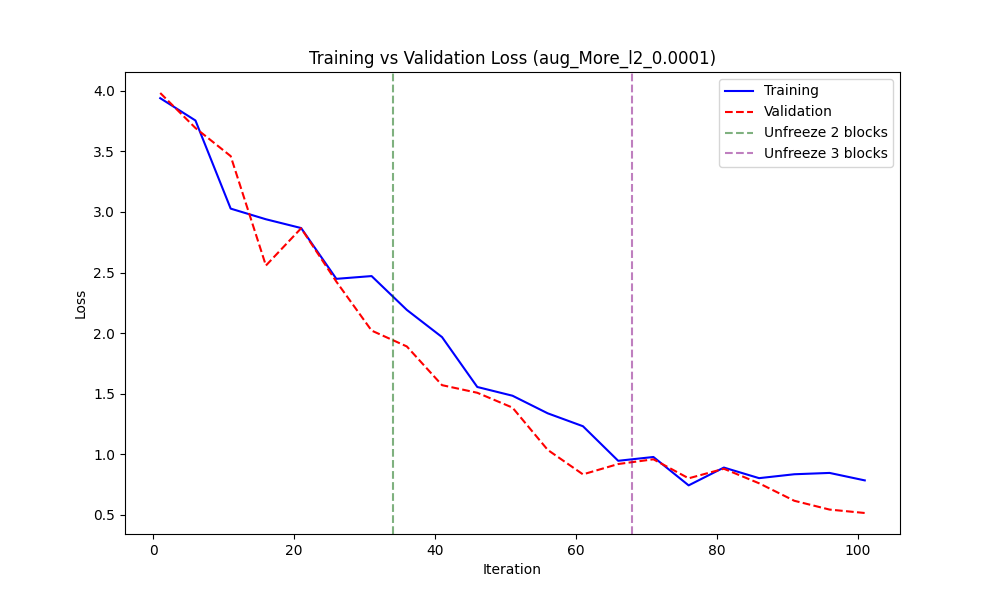 Training vs Validation Loss (aug_More_l2_0.0001)
Training
Validation
Unfreeze 2 blocks
Unfreeze 3 blocks
Loss
4.0
3.5
3.0
2.5
2.0
1.5
1.0
0.5
0 20 40 60 80 100
Iteration